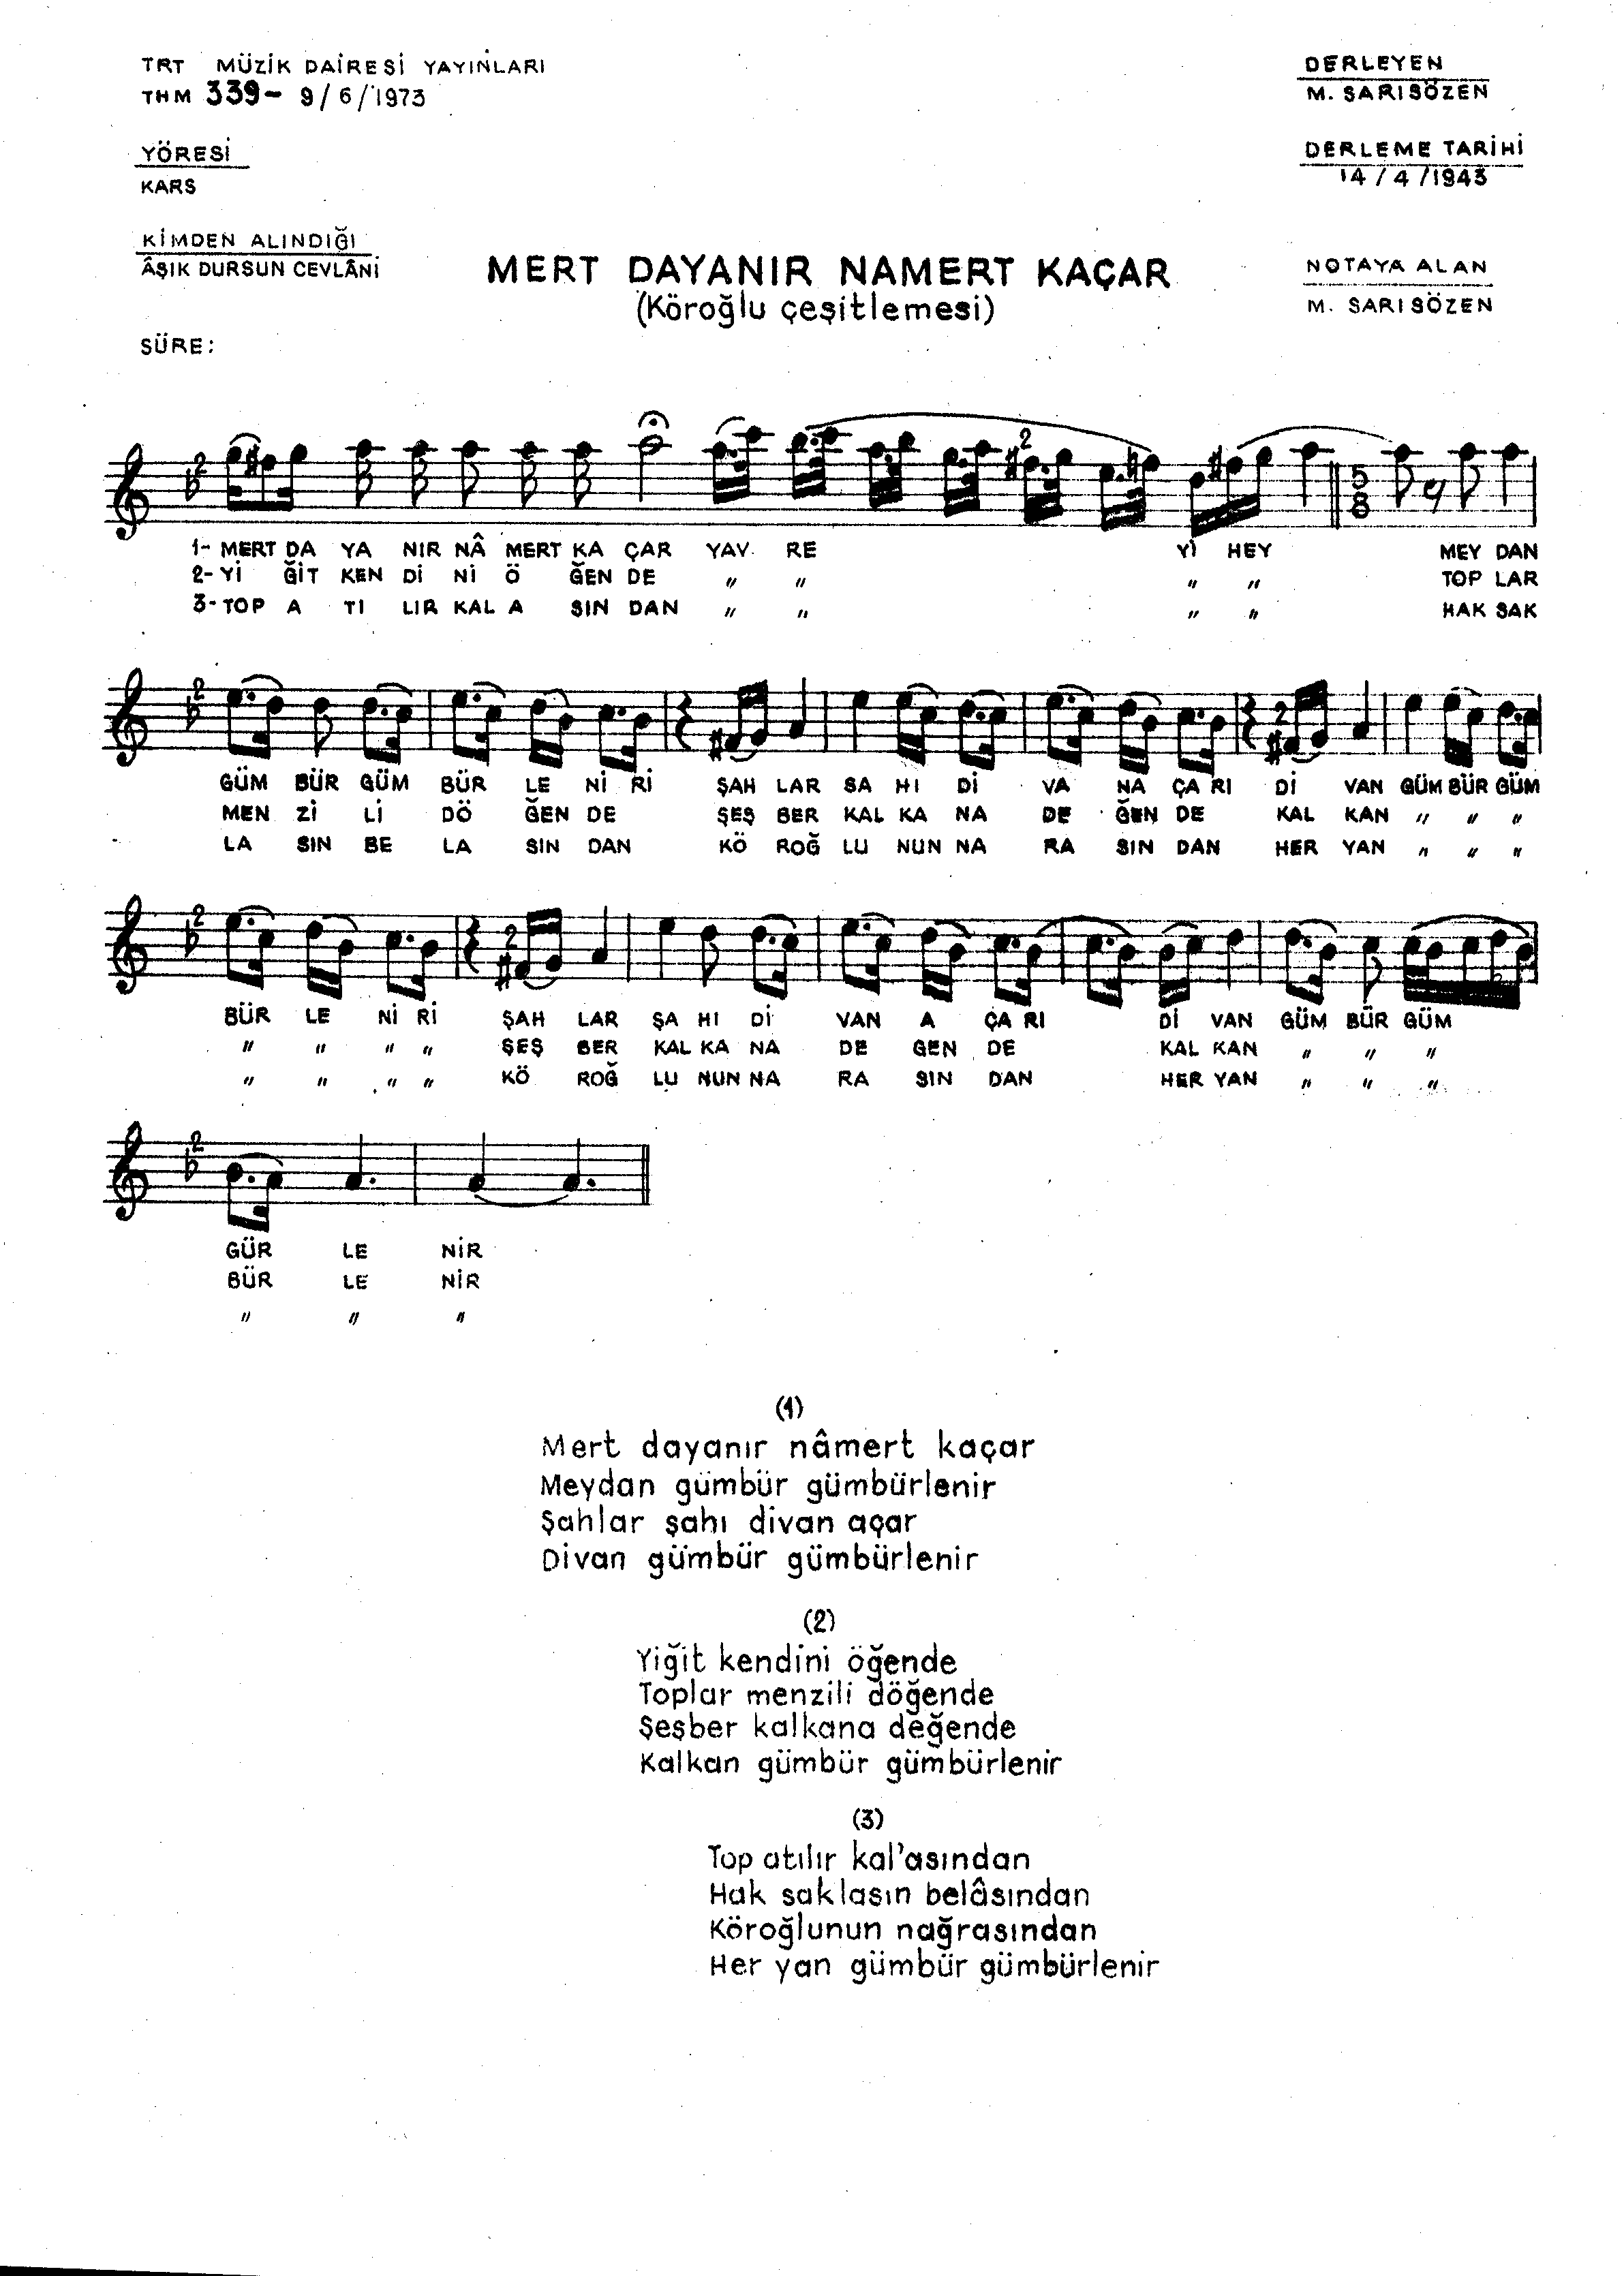 TRT MÜZİK DAİRESİ YAYINLARI
THM 339- 9/6/1973
DERLEYEN
M. SARISÖZEN
YÖRESİ
KARS
DERLEME TARİHİ
14/4/1943
KİMDEN ALINDIĞI
ÂŞIK DURSUN CEVLÂNİ
MERT DAYANIR NAMERT KAÇAR
(Köroğlu çeşitlemesi)
NOTAYA ALAN
M. SARISÖZEN
SÜRE:
1- MERT DA YA NIR NÂ MERT KA ÇAR YAV RE Yİ HEY MEY DAN
2- Yİ ĞİT KEN Dİ Nİ Ö ĞEN DE " " " " TOP LAR
3- TOP A TI LIR KAL A SIN DAN " " " " HAK SAK
GÜM BÜR GÜM BÜR LE Nİ Rİ ŞAH LAR SA HI Dİ VA NA ÇA RI Dİ VAN GÜM BÜR GÜM
MEN Zİ Lİ DÖ ĞEN DE ŞEŞ BER KAL KA NA DE ĞEN DE KAL KAN " " "
LA SIN BE LA SIN DAN KÖ ROĞ LU NUN NA RA SIN DAN HER YAN " " "
BÜR LE Nİ Rİ ŞAH LAR ŞA HI Dİ VAN A ÇA RI Dİ VAN GÜM BÜR GÜM
" " " " ŞEŞ BER KAL KA NA DE GEN DE KAL KAN " " "
" " " " KÖ ROĞ LU NUN NA RA SIN DAN HER YAN " " "
GÜR LE NİR
BÜR LE NİR
" " "
(1)
Mert dayanır nâmert kaçar
Meydan gümbür gümbürlenir
Şahlar şahı divan açar
Divan gümbür gümbürlenir
(2)
Yiğit kendini öğende
Toplar menzili döğende
Şeşber kalkana değende
Kalkan gümbür gümbürlenir
(3)
Top atılır kal'asından
Hak saklasın belâsından
Köroğlunun nağrasından
Her yan gümbür gümbürlenir